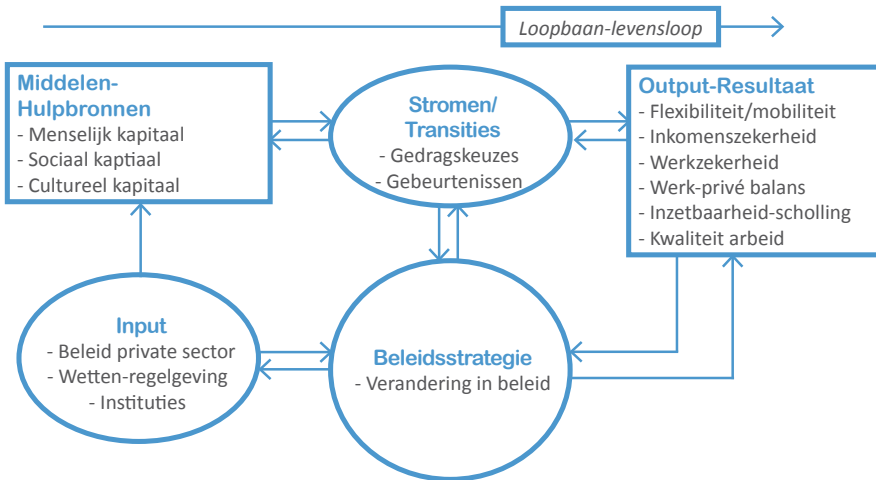 Loopbaan-levensloop
Middelen-
Hulpbronnen
- Menselijk kapitaal
- Sociaal kaptiaal
- Cultureel kapitaal
Stromen/
Transities
- Gedragskeuzes
- Gebeurtenissen
Output-Resultaat
- Flexibiliteit/mobiliteit
- Inkomenszekerheid
- Werkzekerheid
- Werk-privé balans
- Inzetbaarheid-scholling
- Kwaliteit arbeid
Input
- Beleid private sector
- Wetten-regelgeving
- Instituties
Beleidsstrategie
- Verandering in beleid